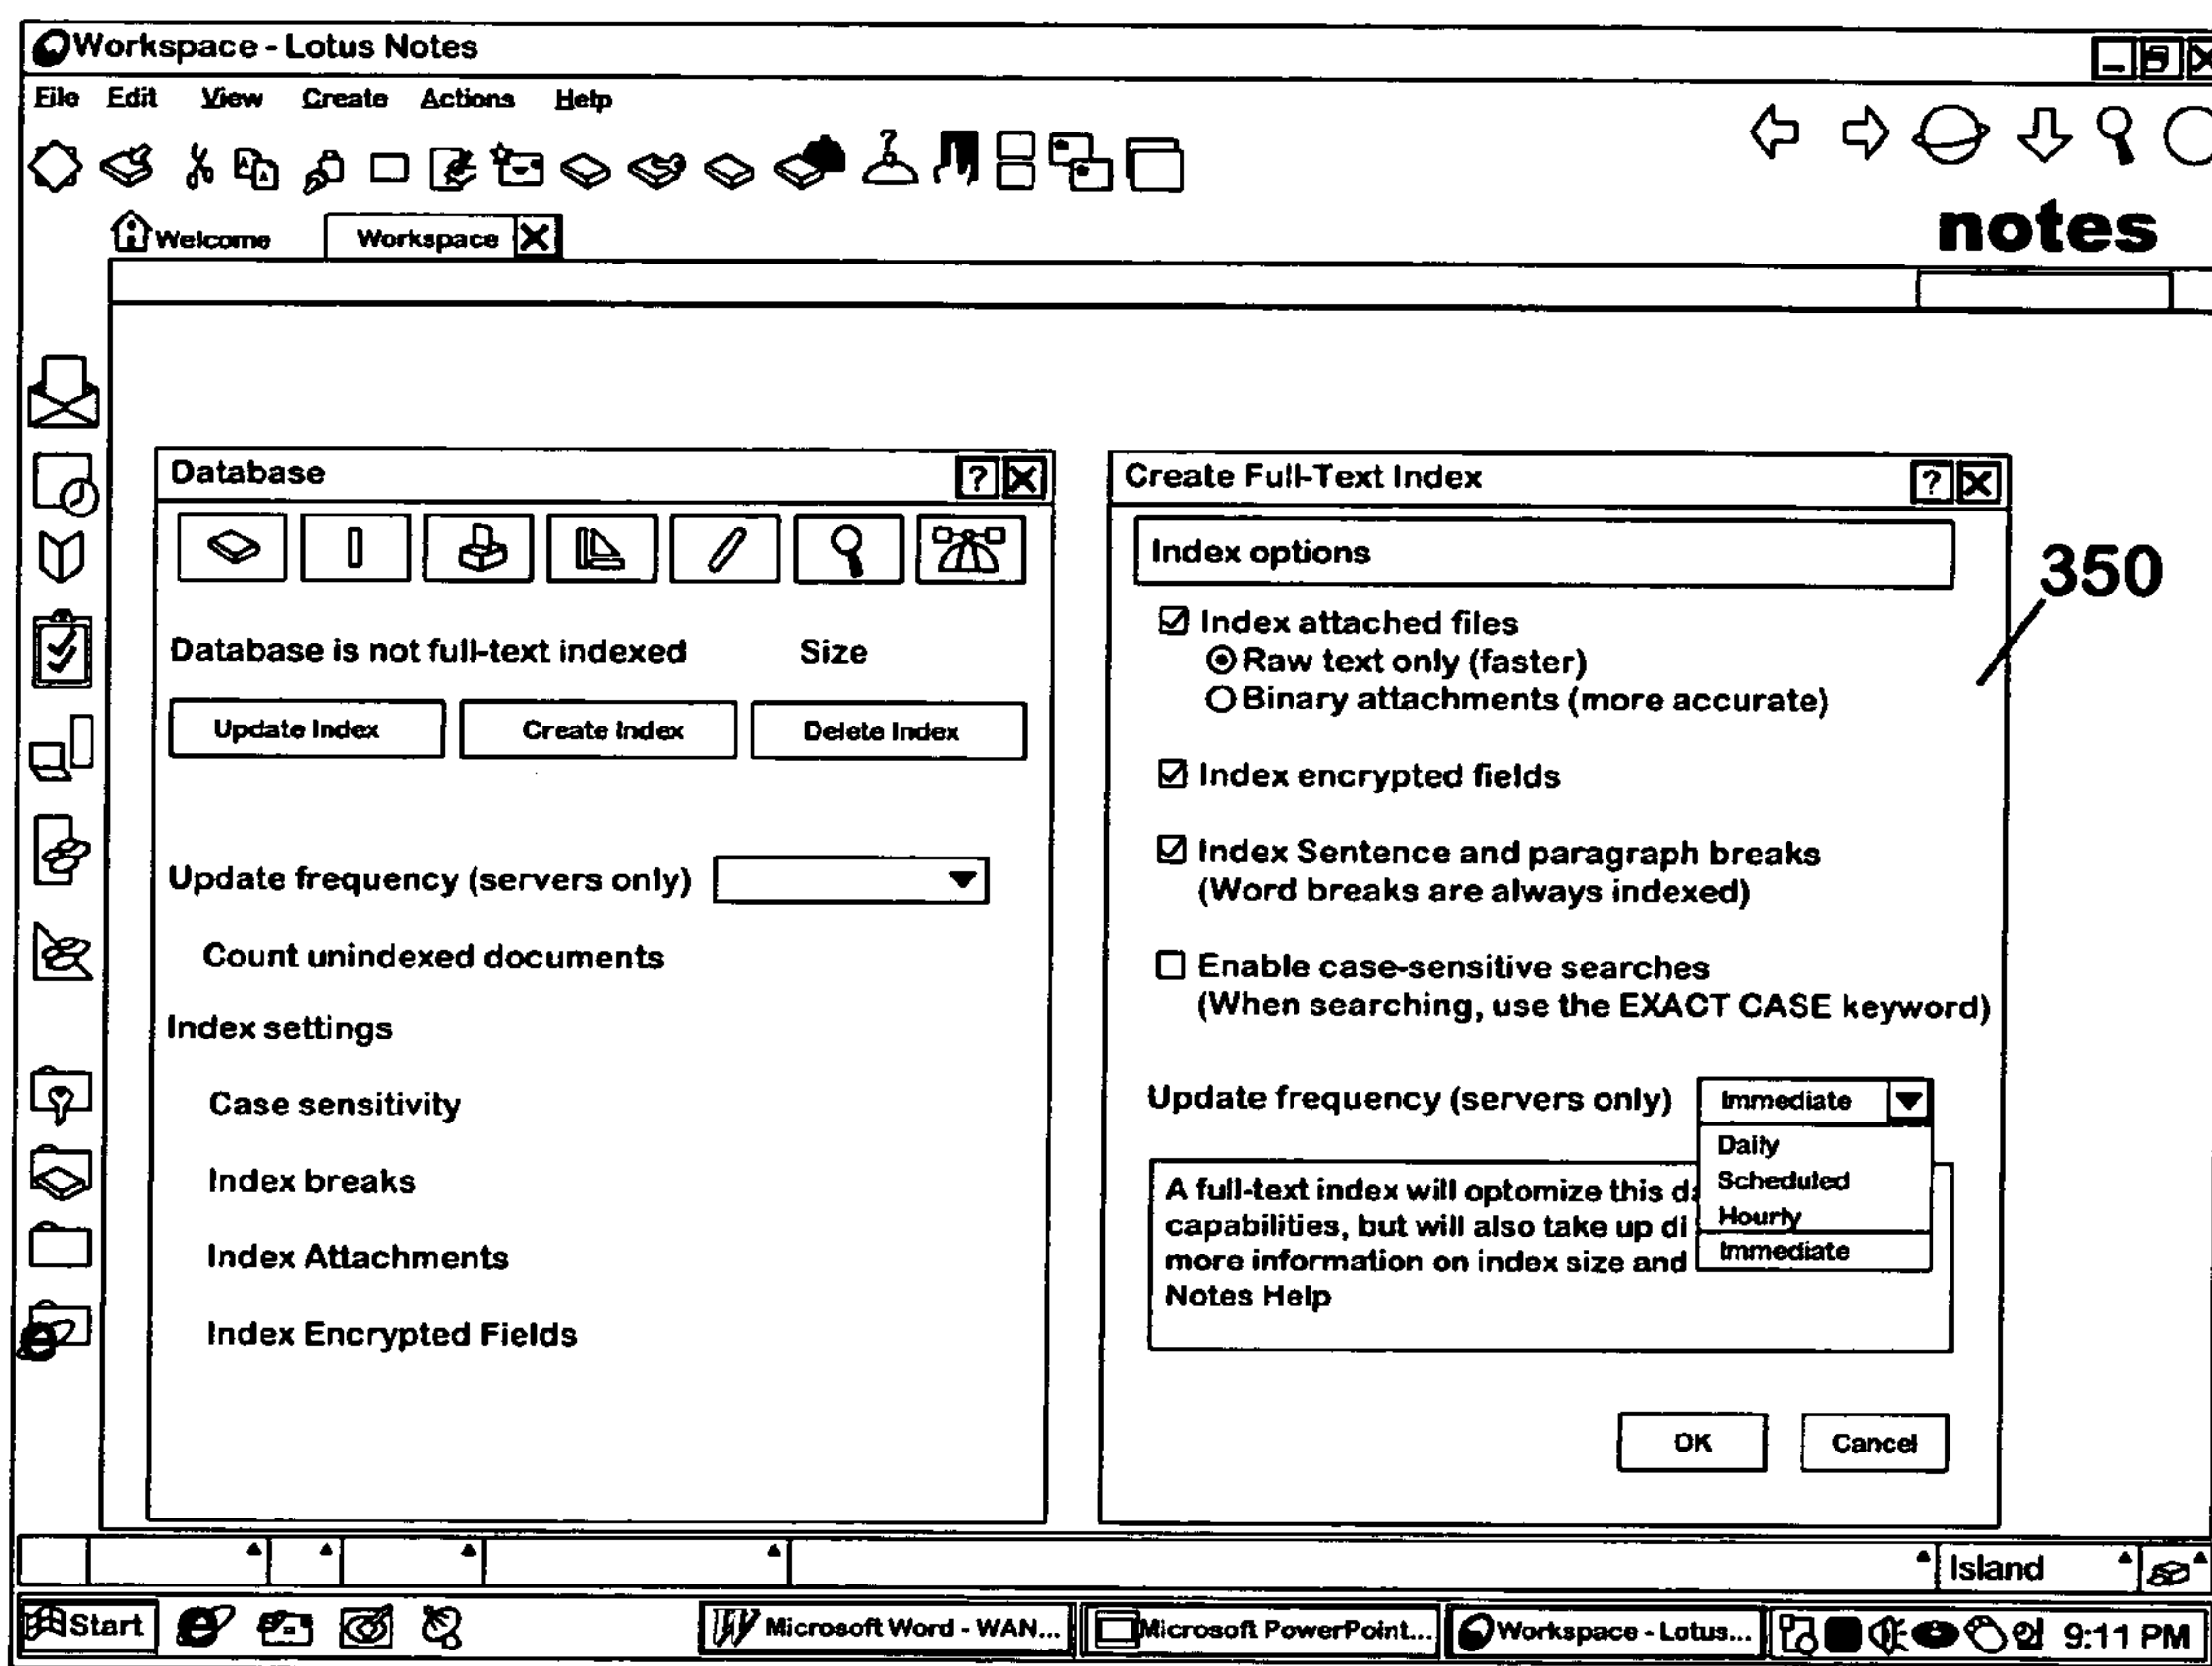 Workspace - Lotus Notes
File Edit View Create Actions Help
Welcome Workspace
notes
Database
Database is not full-text indexed Size
Update Index Create Index Delete Index
Update frequency (servers only)
Count unindexed documents
Index settings
Case sensitivity
Index breaks
Index Attachments
Index Encrypted Fields
Create Full-Text Index
Index options
350
Index attached files
Raw text only (faster)
Binary attachments (more accurate)
Index encrypted fields
Index Sentence and paragraph breaks
(Word breaks are always indexed)
Enable case-sensitive searches
(When searching, use the EXACT CASE keyword)
Update frequency (servers only) Immediate
Daily
Scheduled
Hourly
Immediate
A full-text index will optomize this da
capabilities, but will also take up di
more information on index size and
Notes Help
OK Cancel
Island
Start Microsoft Word - WAN... Microsoft PowerPoint... Workspace - Lotus... 9:11 PM